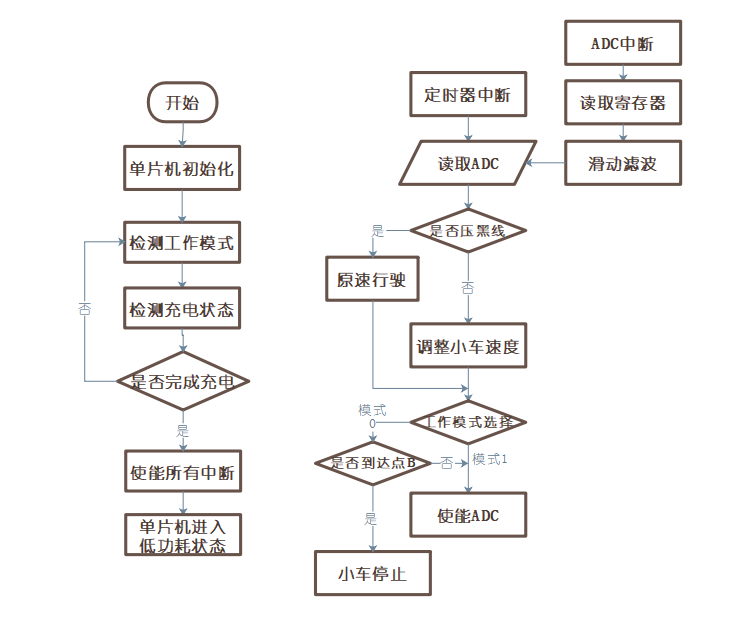 开始
单片机初始化
检测工作模式
检测充电状态
是否完成充电
否
是
使能所有中断
单片机进入
低功耗状态
ADC中断
读取寄存器
滑动滤波
定时器中断
读取ADC
是否压黑线
是
原速行驶
否
调整小车速度
工作模式选择
模式
0
模式1
是否到达点B
否
是
使能ADC
小车停止